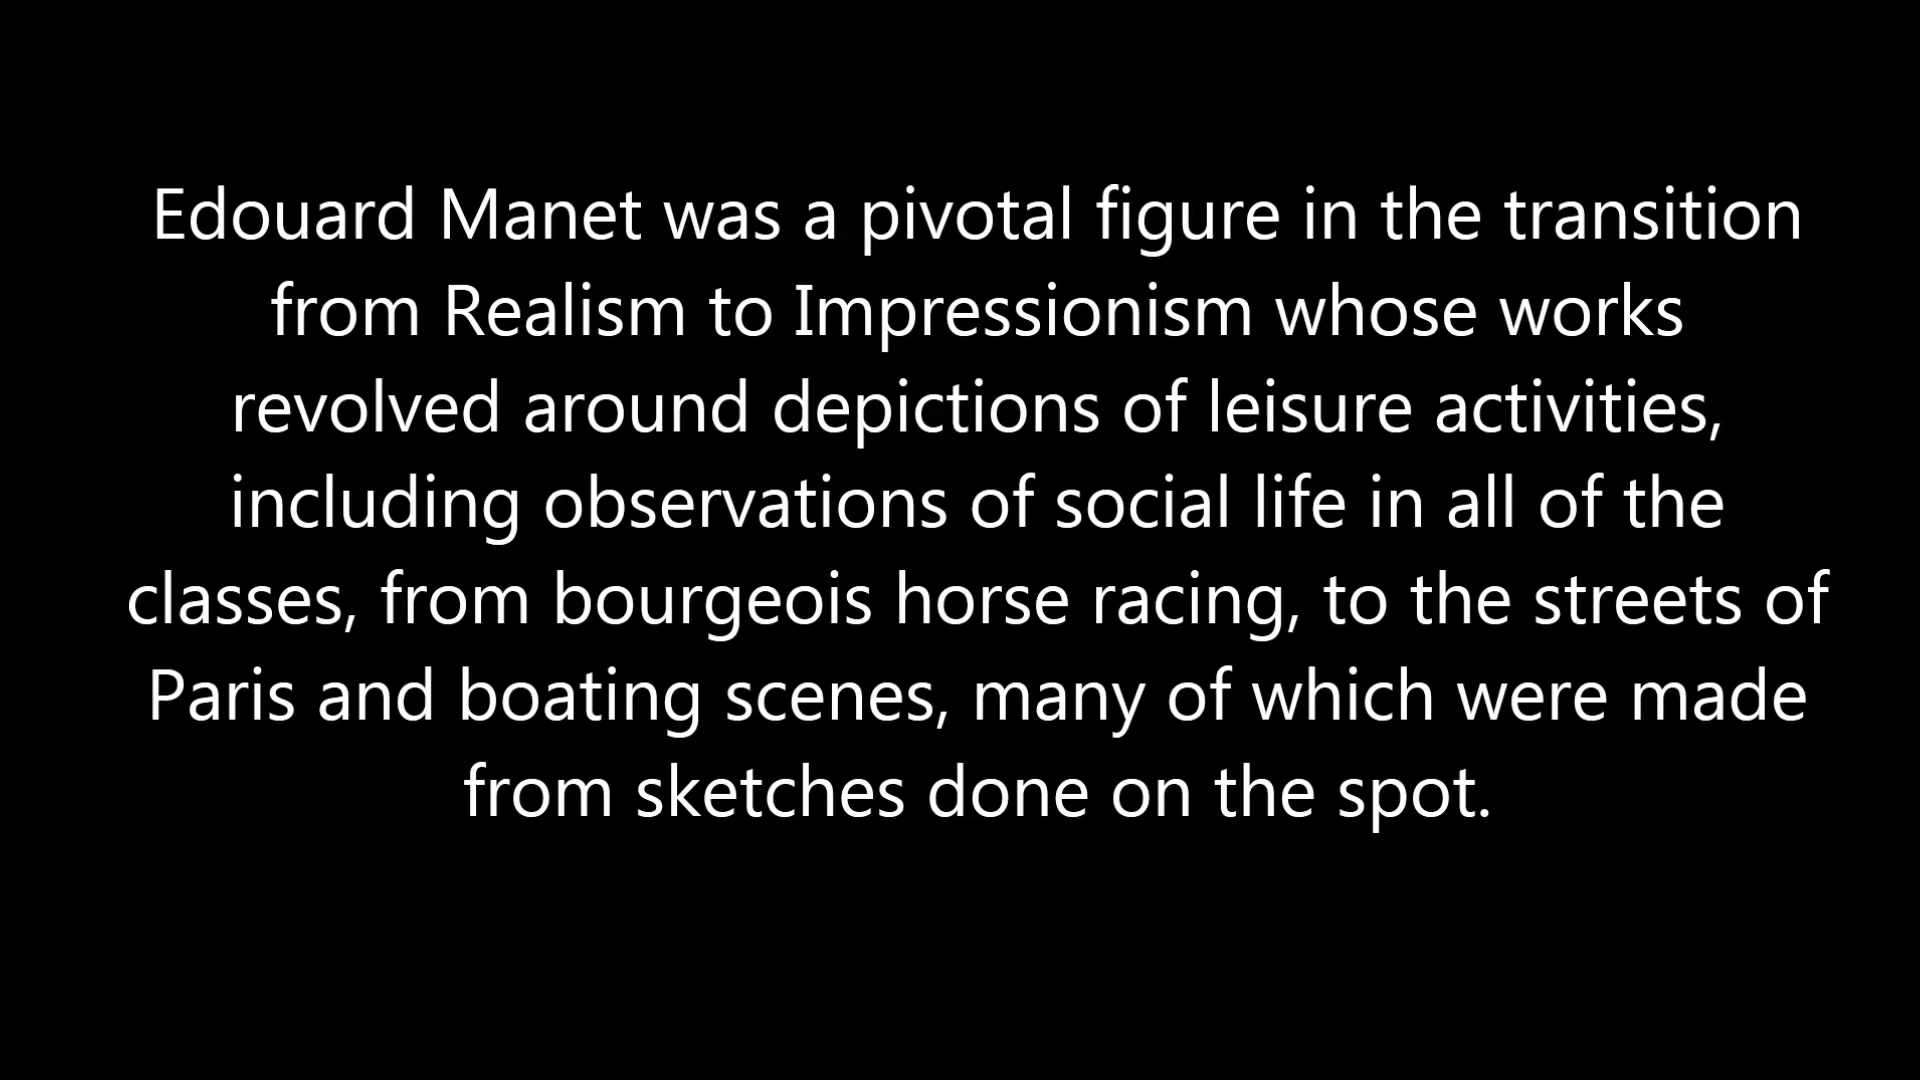 Edouard Manet was a pivotal figure in the transition
from Realism to Impressionism whose works
revolved around depictions of leisure activities,
including observations of social life in all of the
classes, from bourgeois horse racing, to the streets of
Paris and boating scenes, many of which were made
from sketches done on the spot.